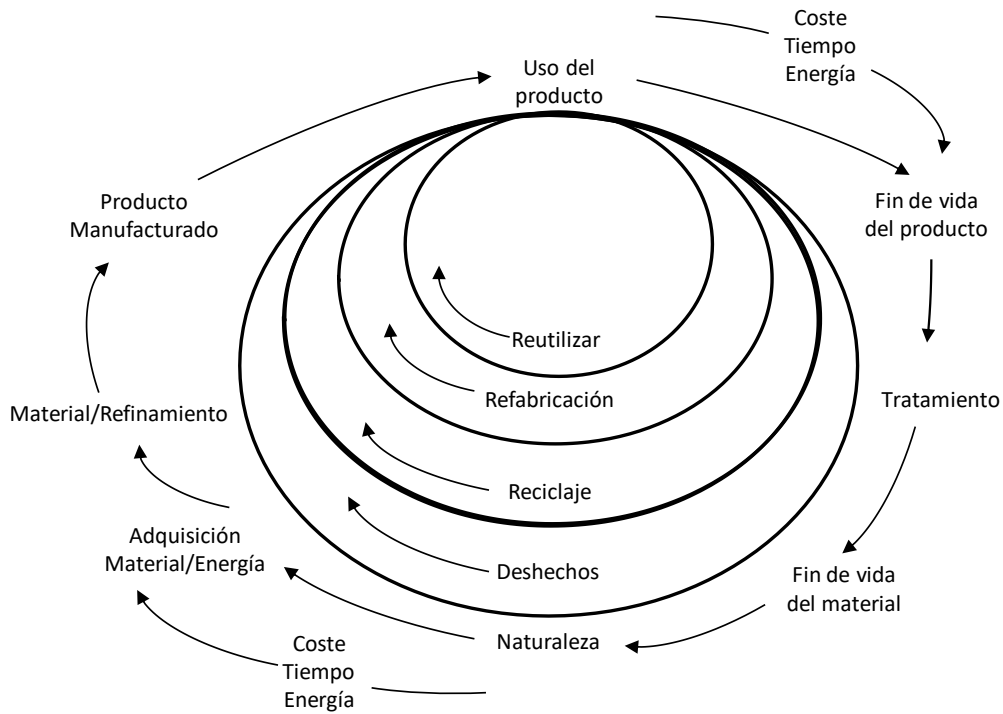 Coste
Tiempo
Energía
Uso del
producto
Producto
Manufacturado
Fin de vida
del producto
Reutilizar
Refabricación
Material/Refinamiento
Tratamiento
Reciclaje
Adquisición
Material/Energía
Deshechos
Fin de vida
del material
Naturaleza
Coste
Tiempo
Energía